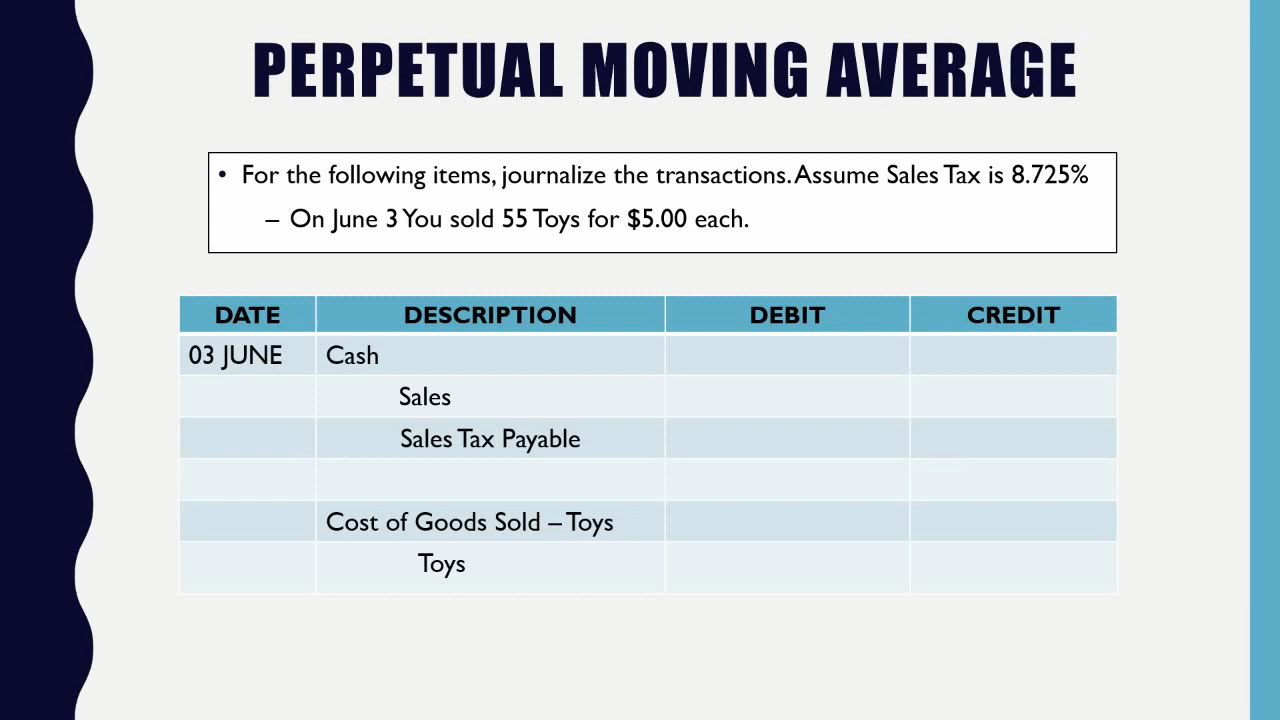 PERPETUAL MOVING AVERAGE
• For the following items, journalize the transactions. Assume Sales Tax is 8.725%
– On June 3 You sold 55 Toys for $5.00 each.
DATE DESCRIPTION DEBIT CREDIT
03 JUNE Cash
Sales
Sales Tax Payable
Cost of Goods Sold – Toys
Toys